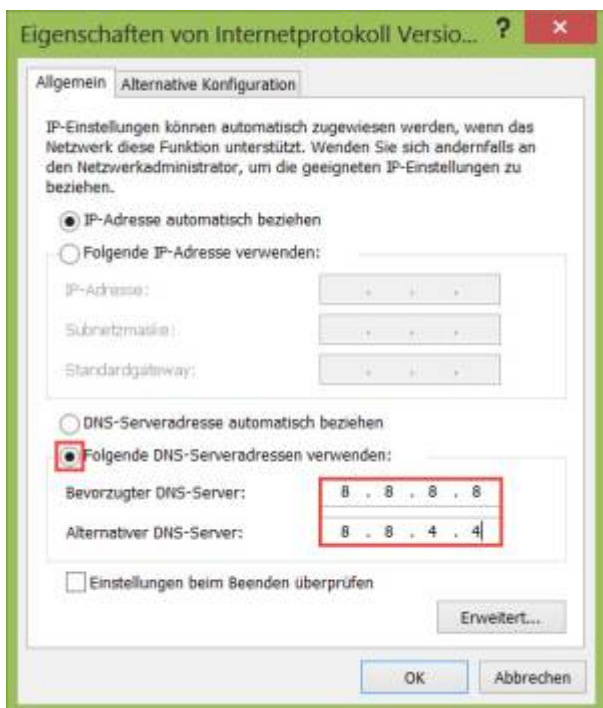 Eigenschaften von Internetprotokoll Versio... ?
Allgemein Alternative Konfiguration
IP-Einstellungen können automatisch zugewiesen werden, wenn das
Netzwerk diese Funktion unterstützt. Wenden Sie sich andernfalls an
den Netzwerkadministrator, um die geeigneten IP-Einstellungen zu
beziehen.
IP-Adresse automatisch beziehen
Folgende IP-Adresse verwenden:
IP-Adresse: . . .
Subnetzmaske: . . .
Standardgateway: . . .
DNS-Serveradresse automatisch beziehen
Folgende DNS-Serveradressen verwenden:
Bevorzugter DNS-Server: 8 . 8 . 8 . 8
Alternativer DNS-Server: 8 . 8 . 4 . 4
Einstellungen beim Beenden überprüfen
Erweitert...
OK Abbrechen